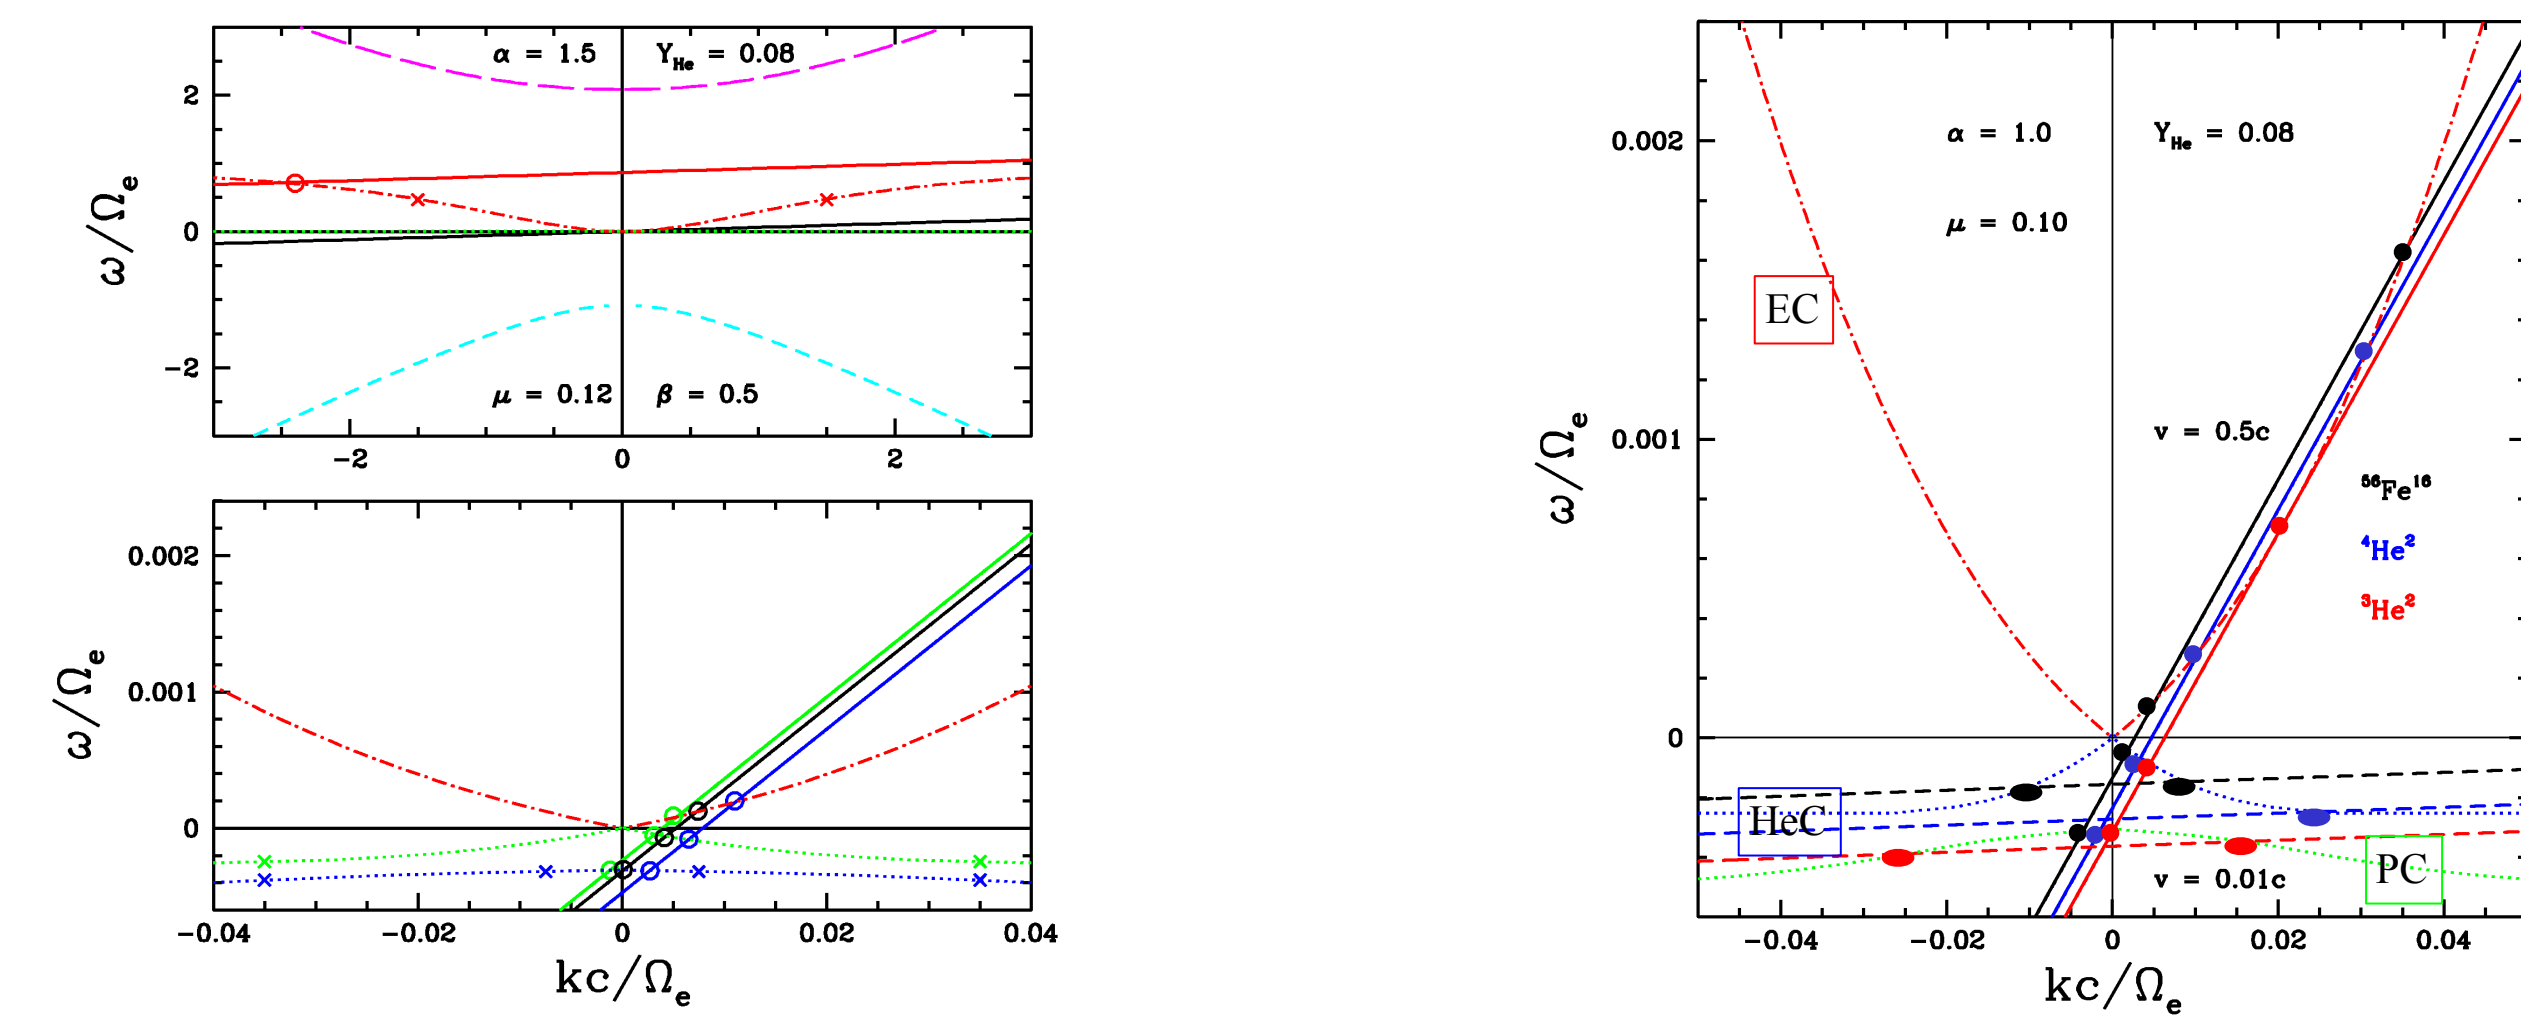 α = 1.5 Y_He = 0.08
2
0
-2
ω/Ω_e
μ = 0.12 β = 0.5
-2 0 2
0.002
0.001
0
ω/Ω_e
-0.04 -0.02 0 0.02 0.04
kc/Ω_e
α = 1.0 Y_He = 0.08
0.002
μ = 0.10
EC
0.001
v = 0.5c
ω/Ω_e
⁵⁶Fe¹⁶
⁴He²
³He²
0
HeC
PC
v = 0.01c
-0.04 -0.02 0 0.02 0.04
kc/Ω_e